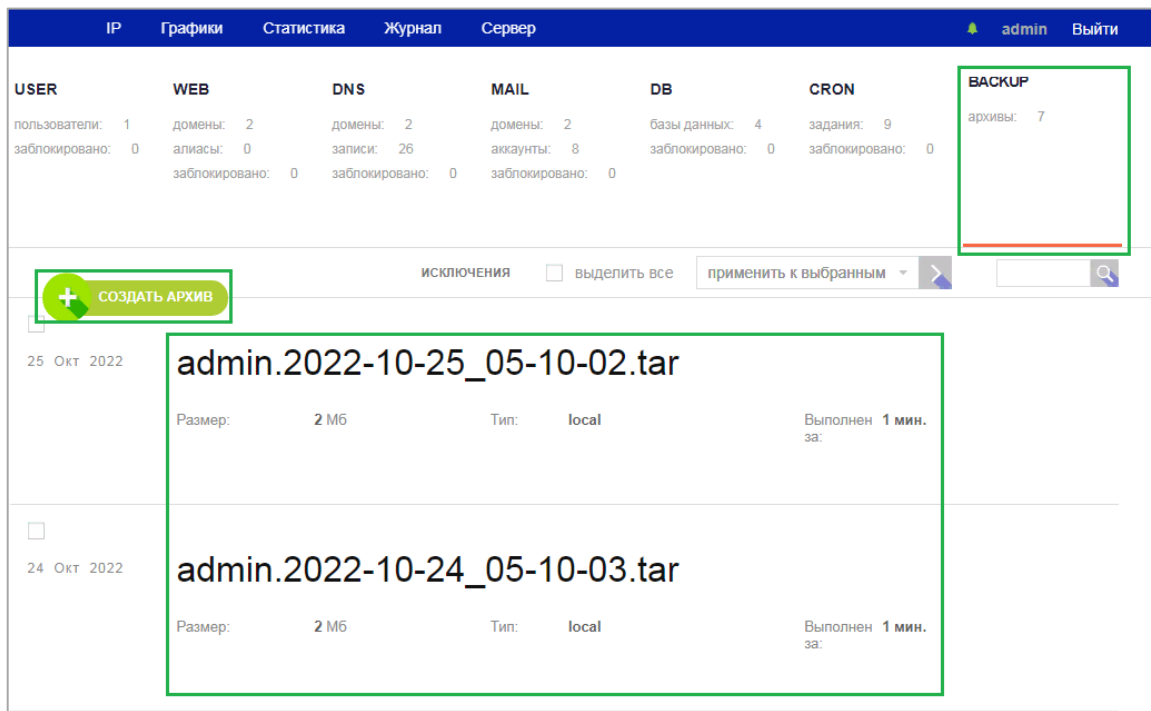 IP Графики Статистика Журнал Сервер admin Выйти
USER WEB DNS MAIL DB CRON BACKUP
пользователи: 1 домены: 2 домены: 2 домены: 2 базы данных: 4 задания: 9 архивы: 7
заблокировано: 0 алиасы: 0 записи: 26 аккаунты: 8 заблокировано: 0 заблокировано: 0
заблокировано: 0 заблокировано: 0 заблокировано: 0
СОЗДАТЬ АРХИВ ИСКЛЮЧЕНИЯ выделить все применить к выбранным
25 Окт 2022 admin.2022-10-25_05-10-02.tar
Размер: 2 Мб Тип: local Выполнен 1 мин.
за:
24 Окт 2022 admin.2022-10-24_05-10-03.tar
Размер: 2 Мб Тип: local Выполнен 1 мин.
за: